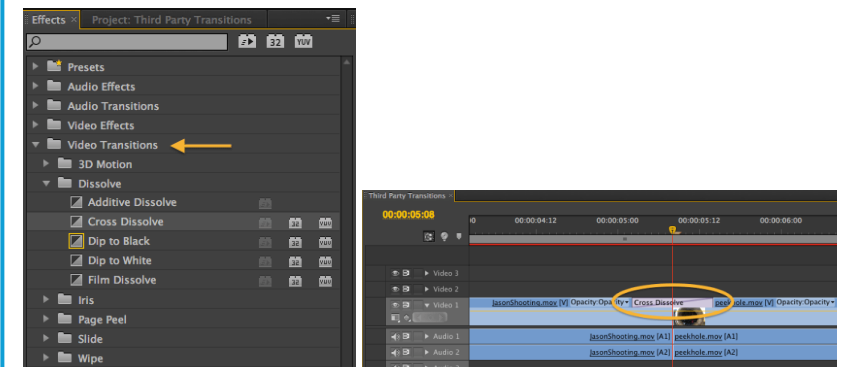 Effects × Project: Third Party Transitions
32 YUV
Presets
Audio Effects
Audio Transitions
Video Effects
Video Transitions
3D Motion
Dissolve
Additive Dissolve
Cross Dissolve 32 YUV
Dip to Black 32 YUV
Dip to White 32 YUV
Film Dissolve 32 YUV
Iris
Page Peel
Slide
Wipe
Third Party Transitions ×
00:00:05:08
00 00:00:04:12 00:00:05:00 00:00:05:12 00:00:06:00
Video 3
Video 2
Video 1 JasonShooting.mov [V] Opacity:Opacity Cross Dissolve peekhole.mov [V] Opacity:Opacity
Audio 1 JasonShooting.mov [A1] peekhole.mov [A1]
Audio 2 JasonShooting.mov [A2] peekhole.mov [A2]